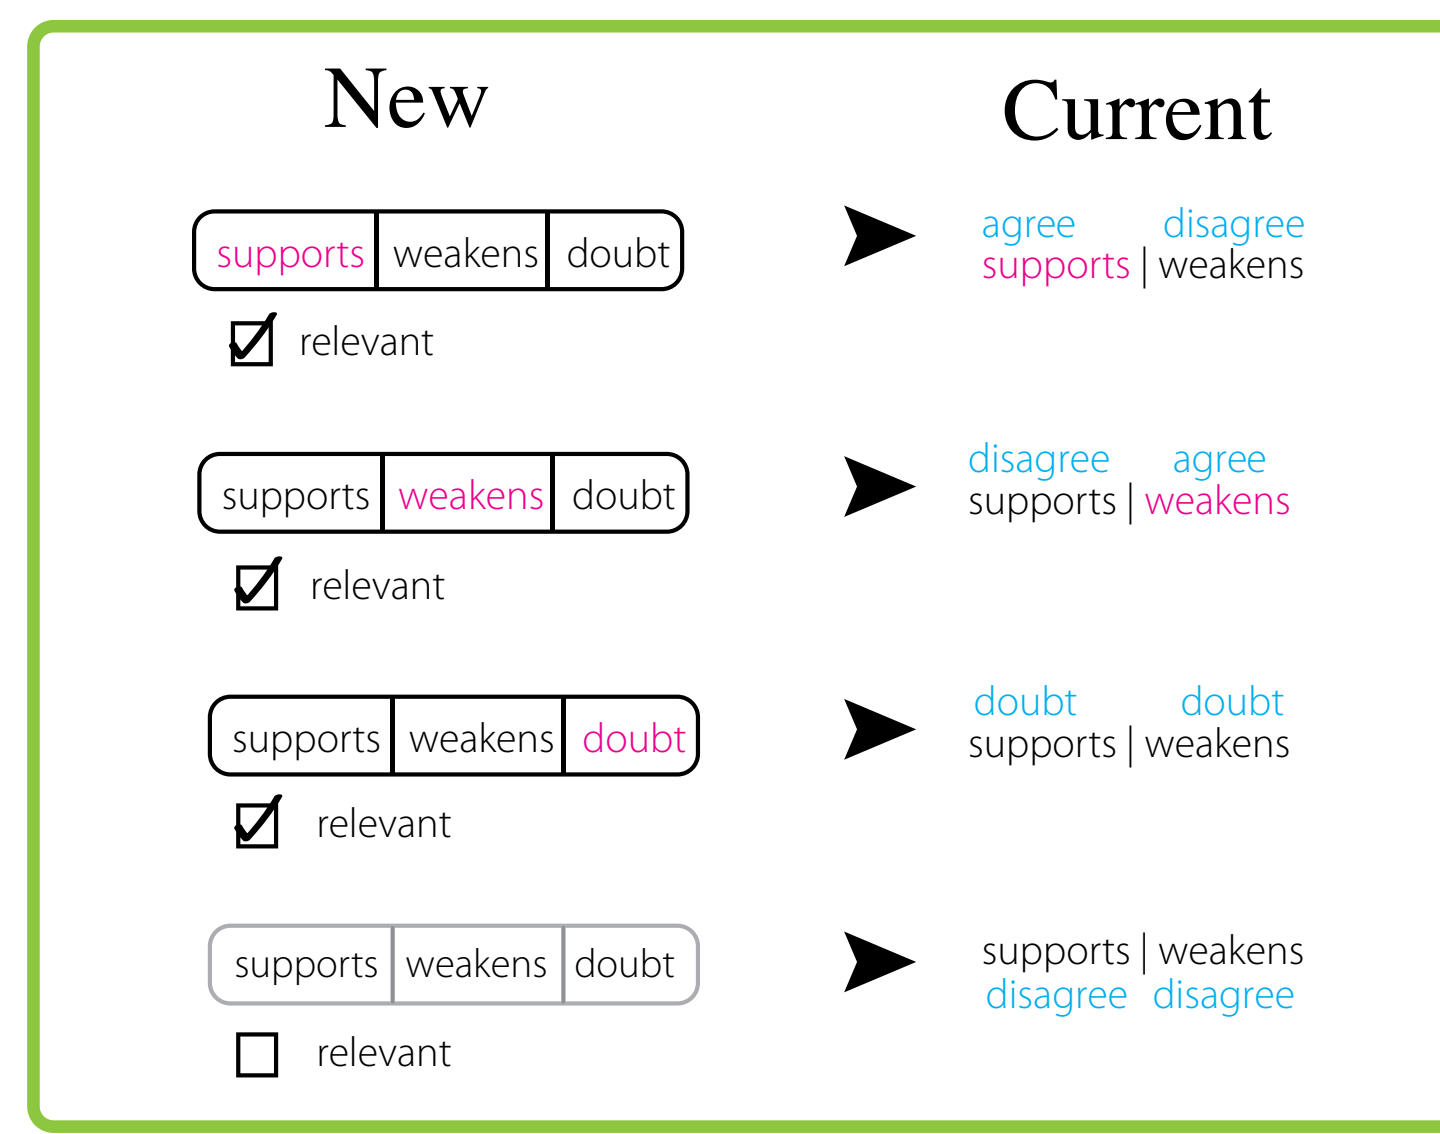 New
Current
supports weakens doubt
relevant
agree disagree
supports | weakens
supports weakens doubt
relevant
disagree agree
supports | weakens
supports weakens doubt
relevant
doubt doubt
supports | weakens
supports weakens doubt
relevant
supports | weakens
disagree disagree